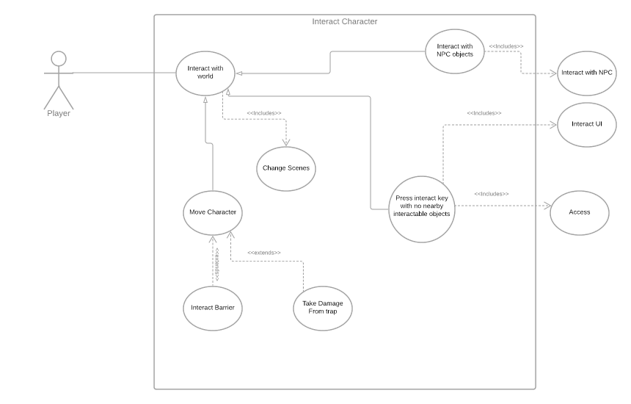 Interact Character
Interact with
NPC objects
<<Includes>>
Interact with
world
Interact with NPC
Player
<<Includes>>
<<Includes>>
Interact UI
Change Scenes
Press interact key
with no nearby
interactable objects
<<Includes>>
Move Character
Access
<<extends>>
<<extends>>
Interact Barrier
Take Damage
From trap